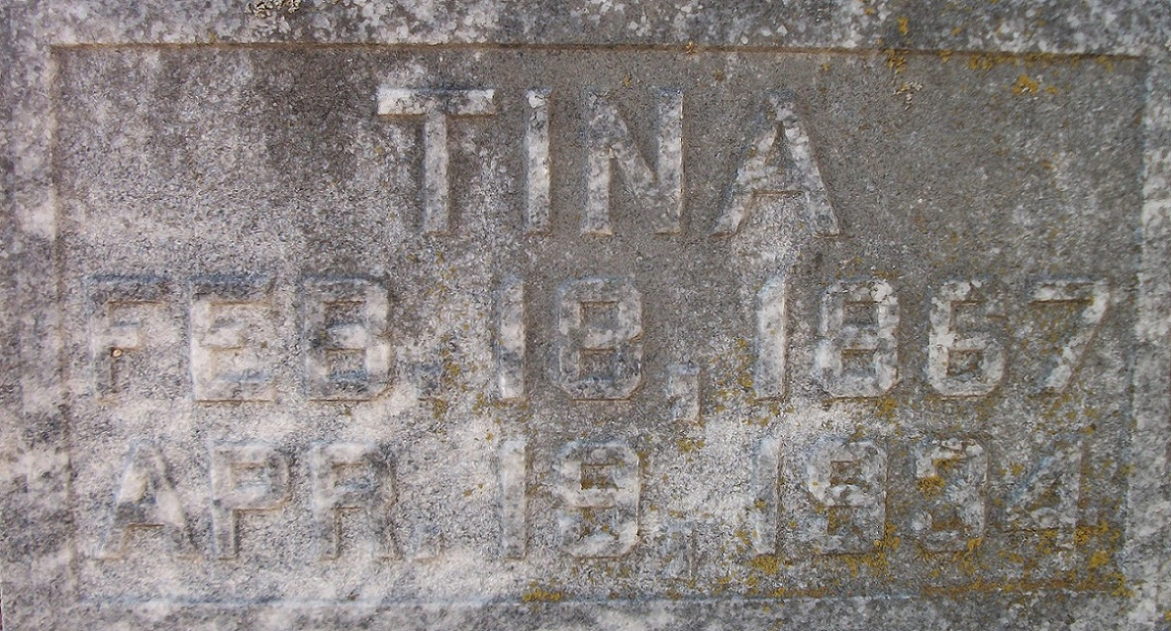 TINA
FEB. 18, 1867
APR. 19, 1934